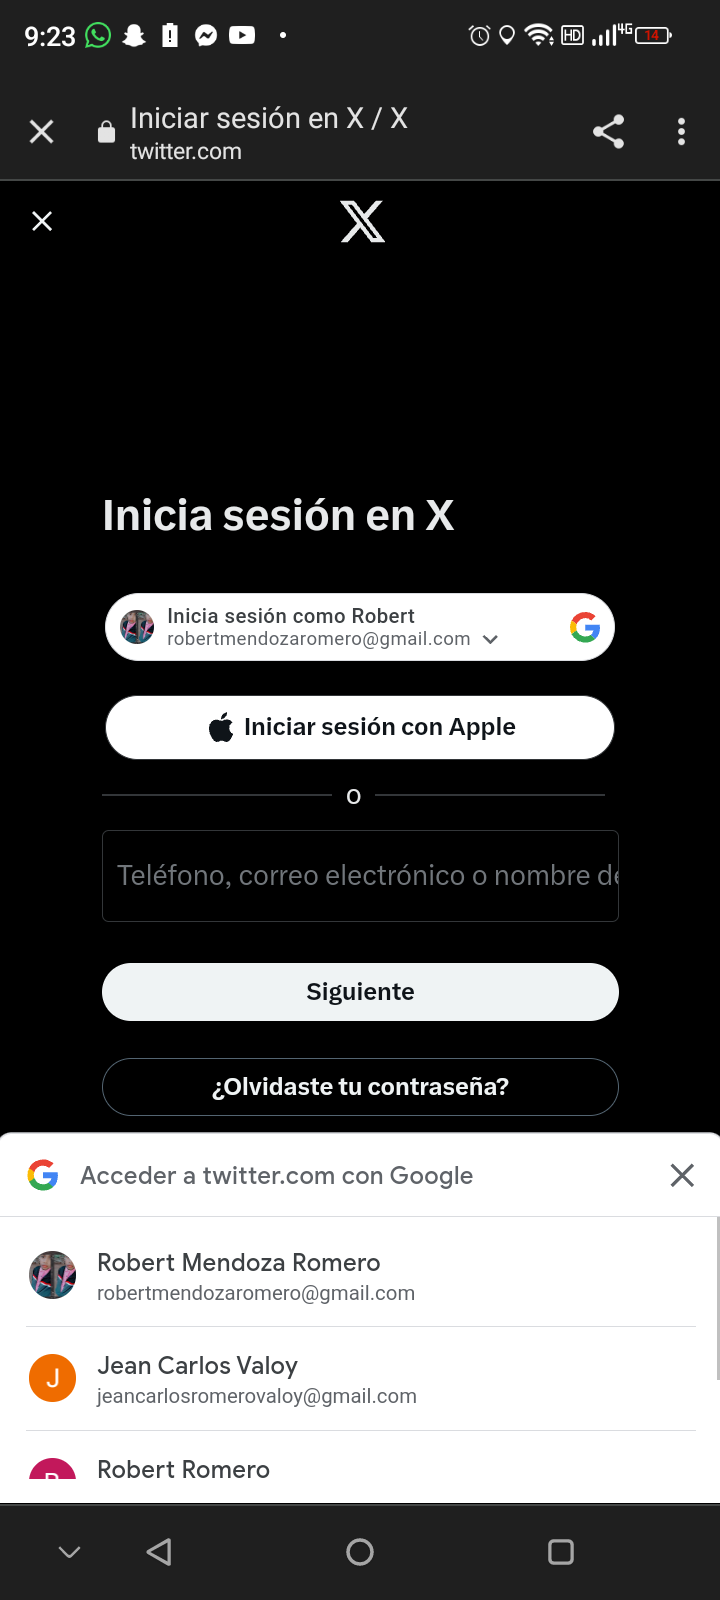 9:23
HD 4G 14
Iniciar sesión en X / X
twitter.com
Inicia sesión en X
Inicia sesión como Robert
robertmendozaromero@gmail.com
Iniciar sesión con Apple
o
Teléfono, correo electrónico o nombre de
Siguiente
¿Olvidaste tu contraseña?
Acceder a twitter.com con Google
Robert Mendoza Romero
robertmendozaromero@gmail.com
J
Jean Carlos Valoy
jeancarlosromerovaloy@gmail.com
R
Robert Romero